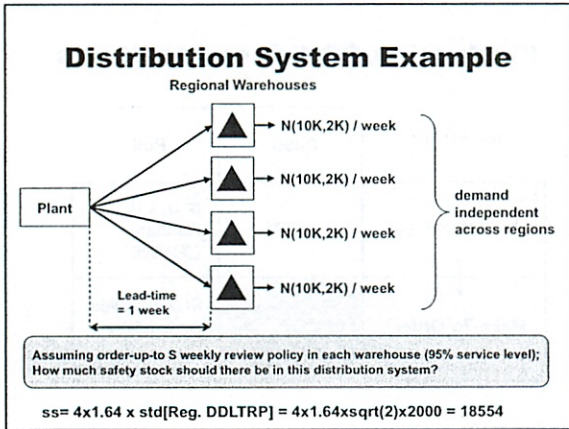 Distribution System Example
Regional Warehouses
N(10K,2K) / week
N(10K,2K) / week
N(10K,2K) / week
N(10K,2K) / week
Plant
demand
independent
across regions
Lead-time
= 1 week
Assuming order-up-to S weekly review policy in each warehouse (95% service level);
How much safety stock should there be in this distribution system?
ss= 4x1.64 x std[Reg. DDLTRP] = 4x1.64xsqrt(2)x2000 = 18554